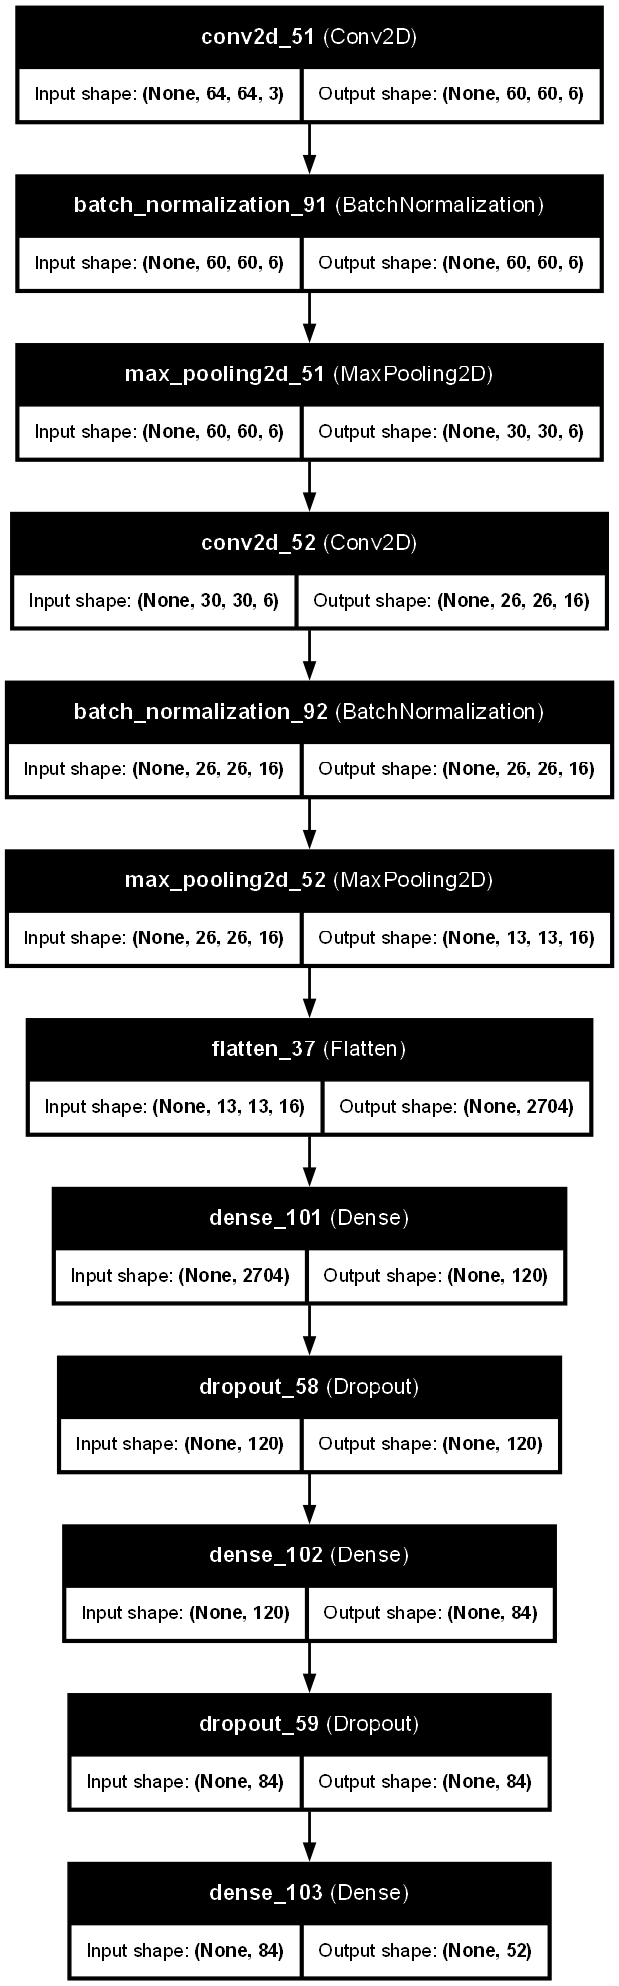 conv2d_51 (Conv2D)
Input shape: (None, 64, 64, 3) Output shape: (None, 60, 60, 6)
batch_normalization_91 (BatchNormalization)
Input shape: (None, 60, 60, 6) Output shape: (None, 60, 60, 6)
max_pooling2d_51 (MaxPooling2D)
Input shape: (None, 60, 60, 6) Output shape: (None, 30, 30, 6)
conv2d_52 (Conv2D)
Input shape: (None, 30, 30, 6) Output shape: (None, 26, 26, 16)
batch_normalization_92 (BatchNormalization)
Input shape: (None, 26, 26, 16) Output shape: (None, 26, 26, 16)
max_pooling2d_52 (MaxPooling2D)
Input shape: (None, 26, 26, 16) Output shape: (None, 13, 13, 16)
flatten_37 (Flatten)
Input shape: (None, 13, 13, 16) Output shape: (None, 2704)
dense_101 (Dense)
Input shape: (None, 2704) Output shape: (None, 120)
dropout_58 (Dropout)
Input shape: (None, 120) Output shape: (None, 120)
dense_102 (Dense)
Input shape: (None, 120) Output shape: (None, 84)
dropout_59 (Dropout)
Input shape: (None, 84) Output shape: (None, 84)
dense_103 (Dense)
Input shape: (None, 84) Output shape: (None, 52)